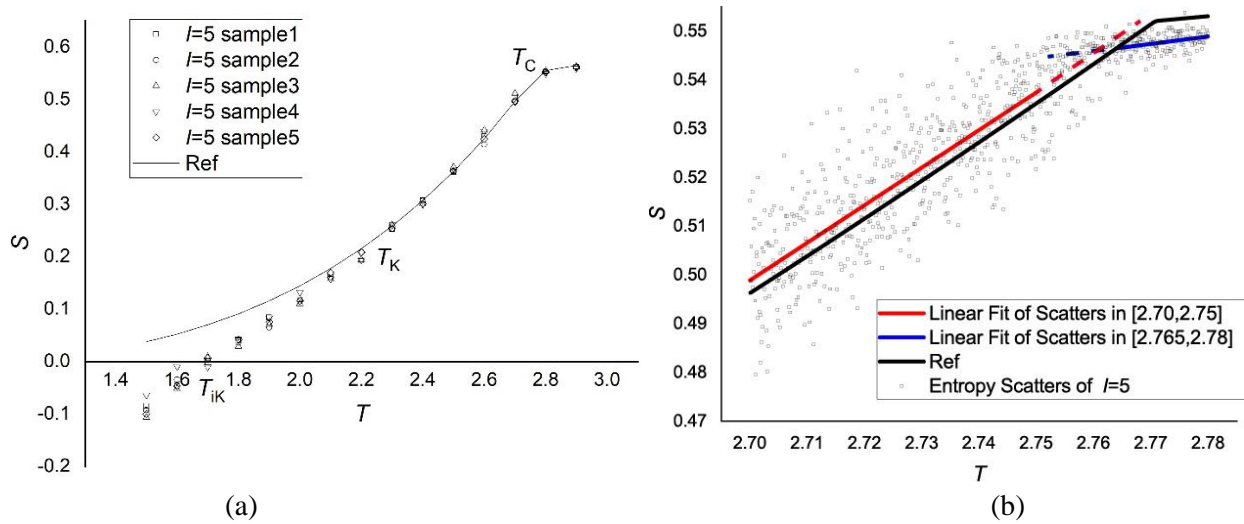 l=5 sample1
l=5 sample2
l=5 sample3
l=5 sample4
l=5 sample5
Ref
0.6
0.5
0.4
0.3
0.2
0.1
0.0
-0.1
-0.2
S
T_C
T_K
T_iK
1.4 1.6 1.8 2.0 2.2 2.4 2.6 2.8 3.0
T
(a)
0.55
0.54
0.53
0.52
0.51
0.50
0.49
0.48
0.47
S
Linear Fit of Scatters in [2.70,2.75]
Linear Fit of Scatters in [2.765,2.78]
Ref
Entropy Scatters of l=5
2.70 2.71 2.72 2.73 2.74 2.75 2.76 2.77 2.78
T
(b)